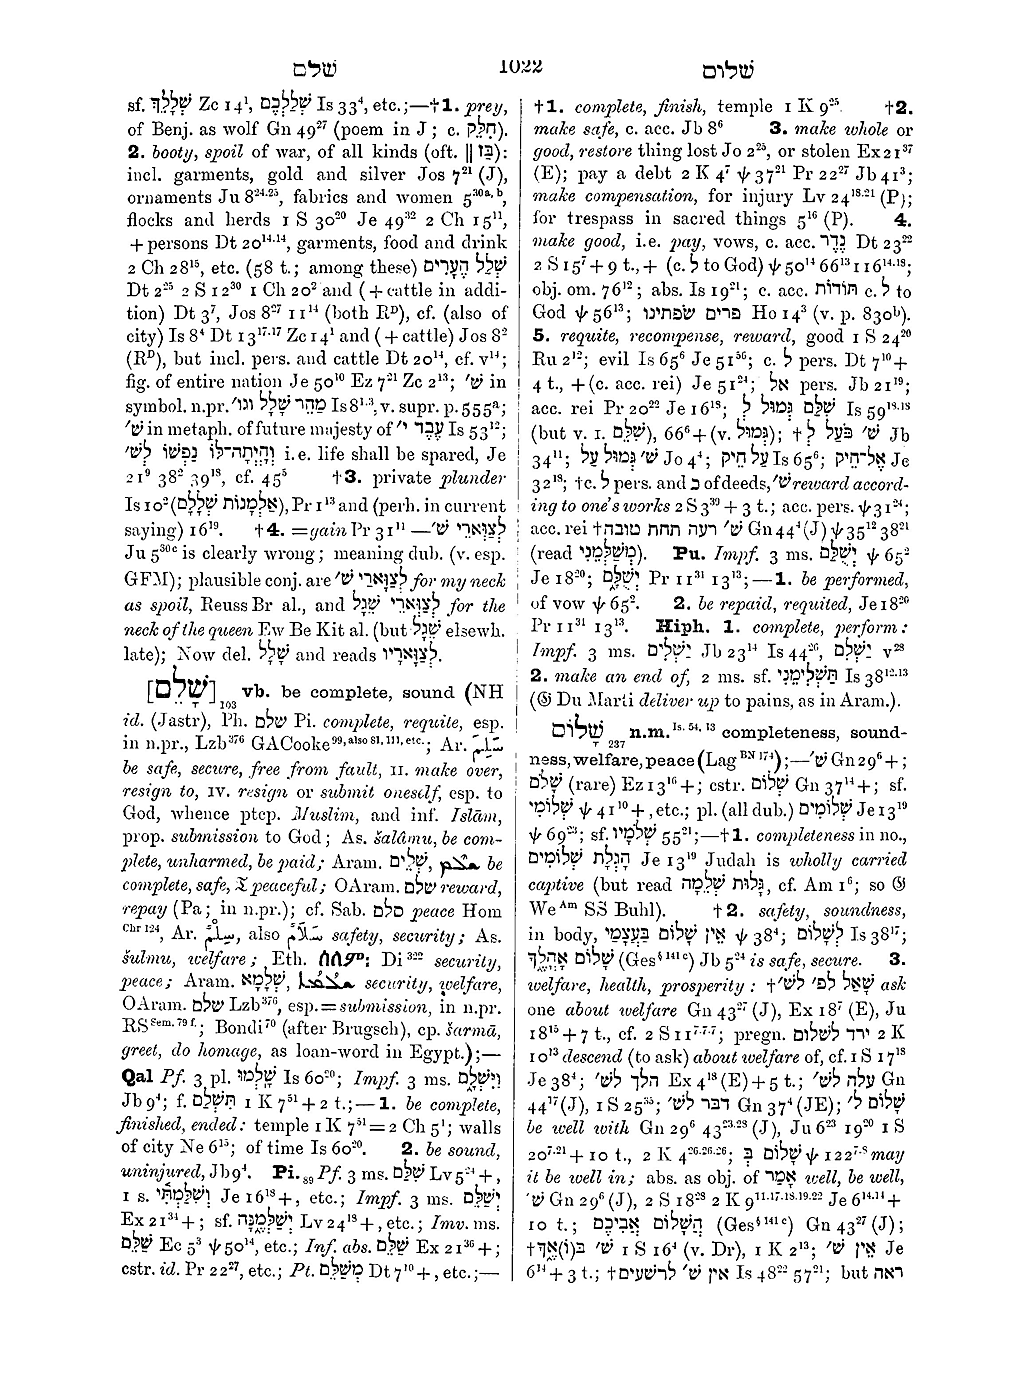 שלם 1022 שלום
sf. שְׁלָלֵךְ Zc 14¹, שְׁלַלְכֶם Is 33⁴, etc.;—†1. prey,
of Benj. as wolf Gn 49²⁷ (poem in J; c. חִלֵּק).
2. booty, spoil of war, of all kinds (oft. ‖ בַּז):
incl. garments, gold and silver Jos 7²¹ (J),
ornaments Ju 8²⁴·²⁵, fabrics and women 5³⁰ᵃ·ᵇ,
flocks and herds 1 S 30²⁰ Je 49³² 2 Ch 15¹¹,
+persons Dt 20¹⁴·¹⁴, garments, food and drink
2 Ch 28¹⁵, etc. (58 t.; among these) שְׁלַל הֶעָרִים
Dt 2²⁵ 2 S 12³⁰ 1 Ch 20² and (+cattle in addi-
tion) Dt 3⁷, Jos 8²⁷ 11¹⁴ (both Rᴰ), cf. (also of
city) Is 8⁴ Dt 13¹⁷·¹⁷ Zc 14¹ and (+cattle) Jos 8²
(Rᴰ), but incl. pers. and cattle Dt 20¹⁴, cf. v¹⁴;
fig. of entire nation Je 50¹⁰ Ez 7²¹ Zc 2¹³; שׁ׳ in
symbol. n.pr. מַהֵר שָׁלָל וגו׳ Is 8¹·³, v. supr. p. 555ᵃ;
שׁ׳ in metaph. of future majesty of עֶבֶד י׳ Is 53¹²;
וְהָיְתָה־לּוֹ נַפְשׁוֹ לְשׁ׳ i.e. life shall be spared, Je
21⁹ 38² 39¹⁸, cf. 45⁵ †3. private plunder
Is 10² (אַלְמָנוֹת שְׁלָלָם), Pr 1¹³ and (perh. in current
saying) 16¹⁹. †4. =gain Pr 31¹¹ —לְצַוְּארֵי שׁ׳
Ju 5³⁰ᶜ is clearly wrong; meaning dub. (v. esp.
GFM); plausible conj. are לְצַוָּארִי שׁ׳ for my neck
as spoil, Reuss Br al., and לְצַוְּארֵי שֵׁגָל for the
neck of the queen Ew Be Kit al. (but שֵׁגָל elsewh.
late); Now del. שָׁלָל and reads לְצַוָּארָיו.
[שָׁלֵם]₁₀₃ vb. be complete, sound (NH
id. (Jastr), Ph. שלם Pi. complete, requite, esp.
in n.pr., Lzb³⁷⁶ GACooke⁹⁹, ᵃˡˢᵒ ⁸¹, ¹¹¹, ᵉᵗᶜ·; Ar. سَلِمَ
be safe, secure, free from fault, II. make over,
resign to, IV. resign or submit oneself, esp. to
God, whence ptcp. Muslim, and inf. Islām,
prop. submission to God; As. šalâmu, be com-
plete, unharmed, be paid; Aram. שְׁלֵים, ܫܠܡ be
complete, safe, 𝔗 peaceful; OAram. שלם reward,
repay (Pa; in n.pr.); cf. Sab. סלם peace Hom
ᶜʰʳ ¹²⁴, Ar. سِلْمٌ, also سَلَامٌ safety, security; As.
šulmu, welfare; Eth. ሰላም: Di³²² security,
peace; Aram. שְׁלָמָא, ܫܠܡܐ security, welfare,
OAram. שלם Lzb³⁷⁶, esp.=submission, in n.pr.
RSˢᵉᵐ·⁷⁹ ᶠ·; Bondi⁷⁰ (after Brugsch), cp. šarmā,
greet, do homage, as loan-word in Egypt.);—
Qal Pf. 3 pl. שָׁלְמוּ Is 60²⁰; Impf. 3 ms. וַיִּשְׁלָם
Jb 9⁴; f. תִּשְׁלַם 1 K 7⁵¹+2 t.;—1. be complete,
finished, ended: temple 1 K 7⁵¹=2 Ch 5¹; walls
of city Ne 6¹⁵; of time Is 60²⁰. 2. be sound,
uninjured, Jb 9⁴. Pi.₈₉ Pf. 3 ms. שִׁלַּם Lv 5²⁴+,
1 s. וְשִׁלַּמְתִּי Je 16¹⁸+, etc.; Impf. 3 ms. יְשַׁלֵּם
Ex 21³⁴+; sf. יְשַׁלְּמֶנָּה Lv 24¹⁸+, etc.; Imv. ms.
שַׁלֵּם Ec 5³ ψ 50¹⁴, etc.; Inf. abs. שַׁלֵּם Ex 21³⁶+;
cstr. id. Pr 22²⁷, etc.; Pt. מְשַׁלֵּם Dt 7¹⁰+, etc.;—
†1. complete, finish, temple 1 K 9²⁵. †2.
make safe, c. acc. Jb 8⁶ 3. make whole or
good, restore thing lost Jo 2²⁵, or stolen Ex 21³⁷
(E); pay a debt 2 K 4⁷ ψ 37²¹ Pr 22²⁷ Jb 41³;
make compensation, for injury Lv 24¹⁸·²¹ (P);
for trespass in sacred things 5¹⁶ (P). 4.
make good, i.e. pay, vows, c. acc. נֶדֶר Dt 23²²
2 S 15⁷+9 t.,+ (c. לְ to God) ψ 50¹⁴ 66¹³ 116¹⁴·¹⁸;
obj. om. 76¹²; abs. Is 19²¹; c. acc. תּוֹדוֹת c. לְ to
God ψ 56¹³; פרים שׂפתינו Ho 14³ (v. p. 830ᵇ).
5. requite, recompense, reward, good 1 S 24²⁰
Ru 2¹²; evil Is 65⁶ Je 51⁵⁶; c. לְ pers. Dt 7¹⁰+
4 t., +(c. acc. rei) Je 51²⁴; אֶל pers. Jb 21¹⁹;
acc. rei Pr 20²² Je 16¹⁸; שִׁלַּם גְּמוּל לְ Is 59¹⁸·¹⁸
(but v. 1. שִׁלֵּם), 66⁶+(v. גְּמוּל); †שׁ׳ פֹּעַל לְ Jb
34¹¹; שׁ׳ גְּמוּל עַל Jo 4⁴; עַל חֵיק Is 65⁶; אֶל־חֵיק Je
32¹⁸; †c. לְ pers. and כְּ of deeds, שׁ׳ reward accord-
ing to one's works 2 S 3³⁹+3 t.; acc. pers. ψ 31²⁴;
acc. rei †שׁ׳ רעה תחת טובה Gn 44⁴ (J) ψ 35¹² 38²¹
(read מְשַׁלְּמֵנִי). Pu. Impf. 3 ms. יְשֻׁלַּם ψ 65²
Je 18²⁰; יְשֻׁלָּם Pr 11³¹ 13¹³;—1. be performed,
of vow ψ 65². 2. be repaid, requited, Je 18²⁰
Pr 11³¹ 13¹³. Hiph. 1. complete, perform:
Impf. 3 ms. יַשְׁלִים Jb 23¹⁴ Is 44²⁶, יַשְׁלִם v²⁸
2. make an end of, 2 ms. sf. תַּשְׁלִימֵנִי Is 38¹²·¹³
(𝔊 Du Marti deliver up to pains, as in Aram.).
שָׁלוֹם₂₃₇ n.m.ᴵˢ· ⁵⁴, ¹³ completeness, sound-
ness, welfare, peace (Lagᴮᴺ ¹⁷⁴);—שׁ׳ Gn 29⁶+;
שָׁלֹם (rare) Ez 13¹⁶+; cstr. שְׁלוֹם Gn 37¹⁴+; sf.
שְׁלוֹמִי ψ 41¹⁰+, etc.; pl. (all dub.) שְׁלוֹמִים Je 13¹⁹
ψ 69²³; sf. שְׁלֹמָיו 55²¹;—†1. completeness in no.,
הָגְלָת שְׁלוֹמִים Je 13¹⁹ Judah is wholly carried
captive (but read גָּלוּת שְׁלֵמָה, cf. Am 1⁶; so 𝔊
Weᴬᵐ SS Buhl). †2. safety, soundness,
in body, אֵין שָׁלוֹם בַּעֲצָמַי ψ 38⁴; לְשָׁלוֹם Is 38¹⁷;
שָׁלוֹם אָהֳלֶךָ (Ges§ ¹⁴¹ ᶜ) Jb 5²⁴ is safe, secure. 3.
welfare, health, prosperity: †שָׁאַל לפ׳ לשׁ׳ ask
one about welfare Gn 43²⁷ (J), Ex 18⁷ (E), Ju
18¹⁵+7 t., cf. 2 S 11⁷·⁷·⁷; pregn. ירד לשלום 2 K
10¹³ descend (to ask) about welfare of, cf. 1 S 17¹⁸
Je 38⁴; הלך לשׁ׳ Ex 4¹⁸ (E)+5 t.; עלה לשׁ׳ Gn
44¹⁷ (J), 1 S 25³⁵; דבר לשׁ׳ Gn 37⁴ (JE); שָׁלוֹם לְ׳
be well with Gn 29⁶ 43²³·²⁸ (J), Ju 6²³ 19²⁰ 1 S
20⁷·²¹+10 t., 2 K 4²⁶·²⁶·²⁶; שָׁלוֹם בְּ ψ 122⁷·⁸ may
it be well in; abs. as obj. of אָמַר well, be well,
שׁ׳ Gn 29⁶ (J), 2 S 18²⁸ 2 K 9¹¹·¹⁷·¹⁸·¹⁹·²² Je 6¹⁴·¹⁴+
10 t.; הֲשָׁלוֹם אֲבִיכֶם (Ges§ ¹⁴¹ ᶜ) Gn 43²⁷ (J);
†שׁ׳ בּ(וֹ)אֲךָ 1 S 16⁴ (v. Dr), 1 K 2¹³; אֵין שׁ׳ Je
6¹⁴+3 t.; †אין שׁ׳ לרשׁעים Is 48²² 57²¹; but ראה